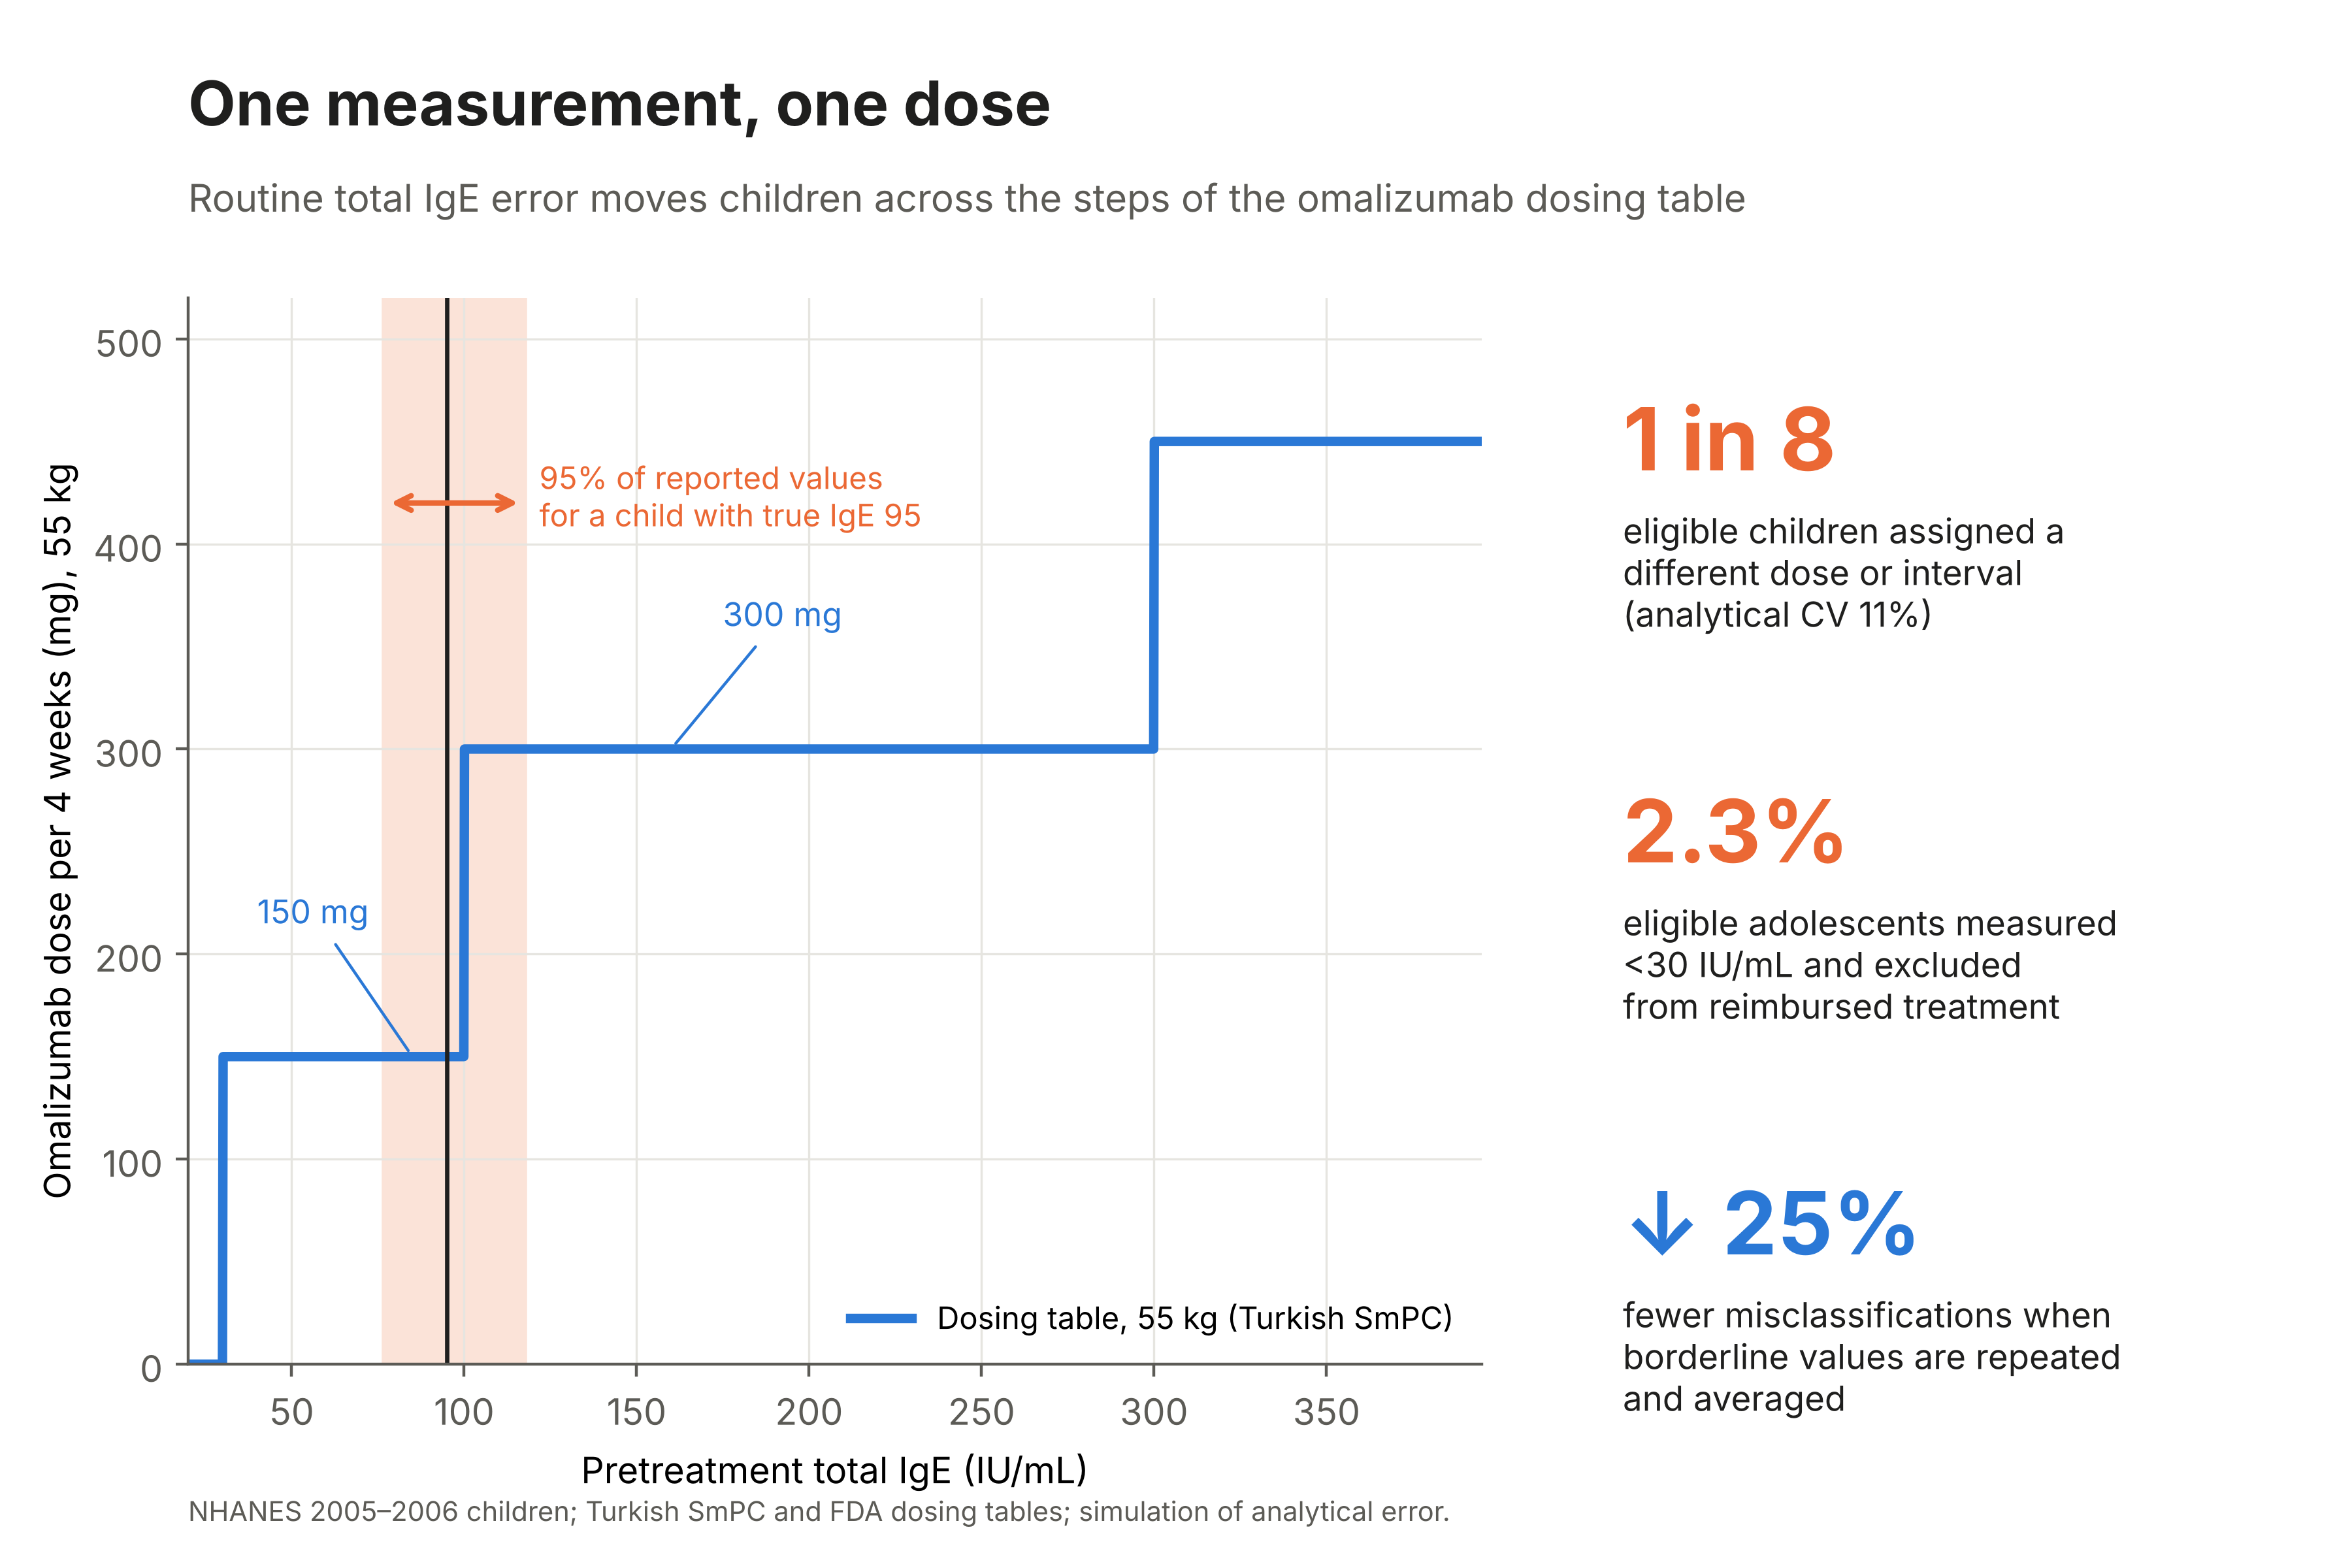 One measurement, one dose
Routine total IgE error moves children across the steps of the omalizumab dosing table
Omalizumab dose per 4 weeks (mg), 55 kg
500
400
300
200
100
0
95% of reported values
for a child with true IgE 95
300 mg
150 mg
Dosing table, 55 kg (Turkish SmPC)
50
100
150
200
250
300
350
Pretreatment total IgE (IU/mL)
NHANES 2005–2006 children; Turkish SmPC and FDA dosing tables; simulation of analytical error.
1 in 8
eligible children assigned a
different dose or interval
(analytical CV 11%)
2.3%
eligible adolescents measured
<30 IU/mL and excluded
from reimbursed treatment
↓ 25%
fewer misclassifications when
borderline values are repeated
and averaged